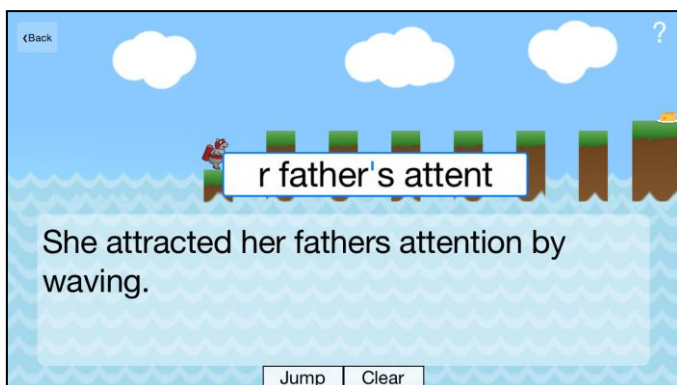 ‹Back
?
r father's attent
She attracted her fathers attention by
waving.
Jump
Clear